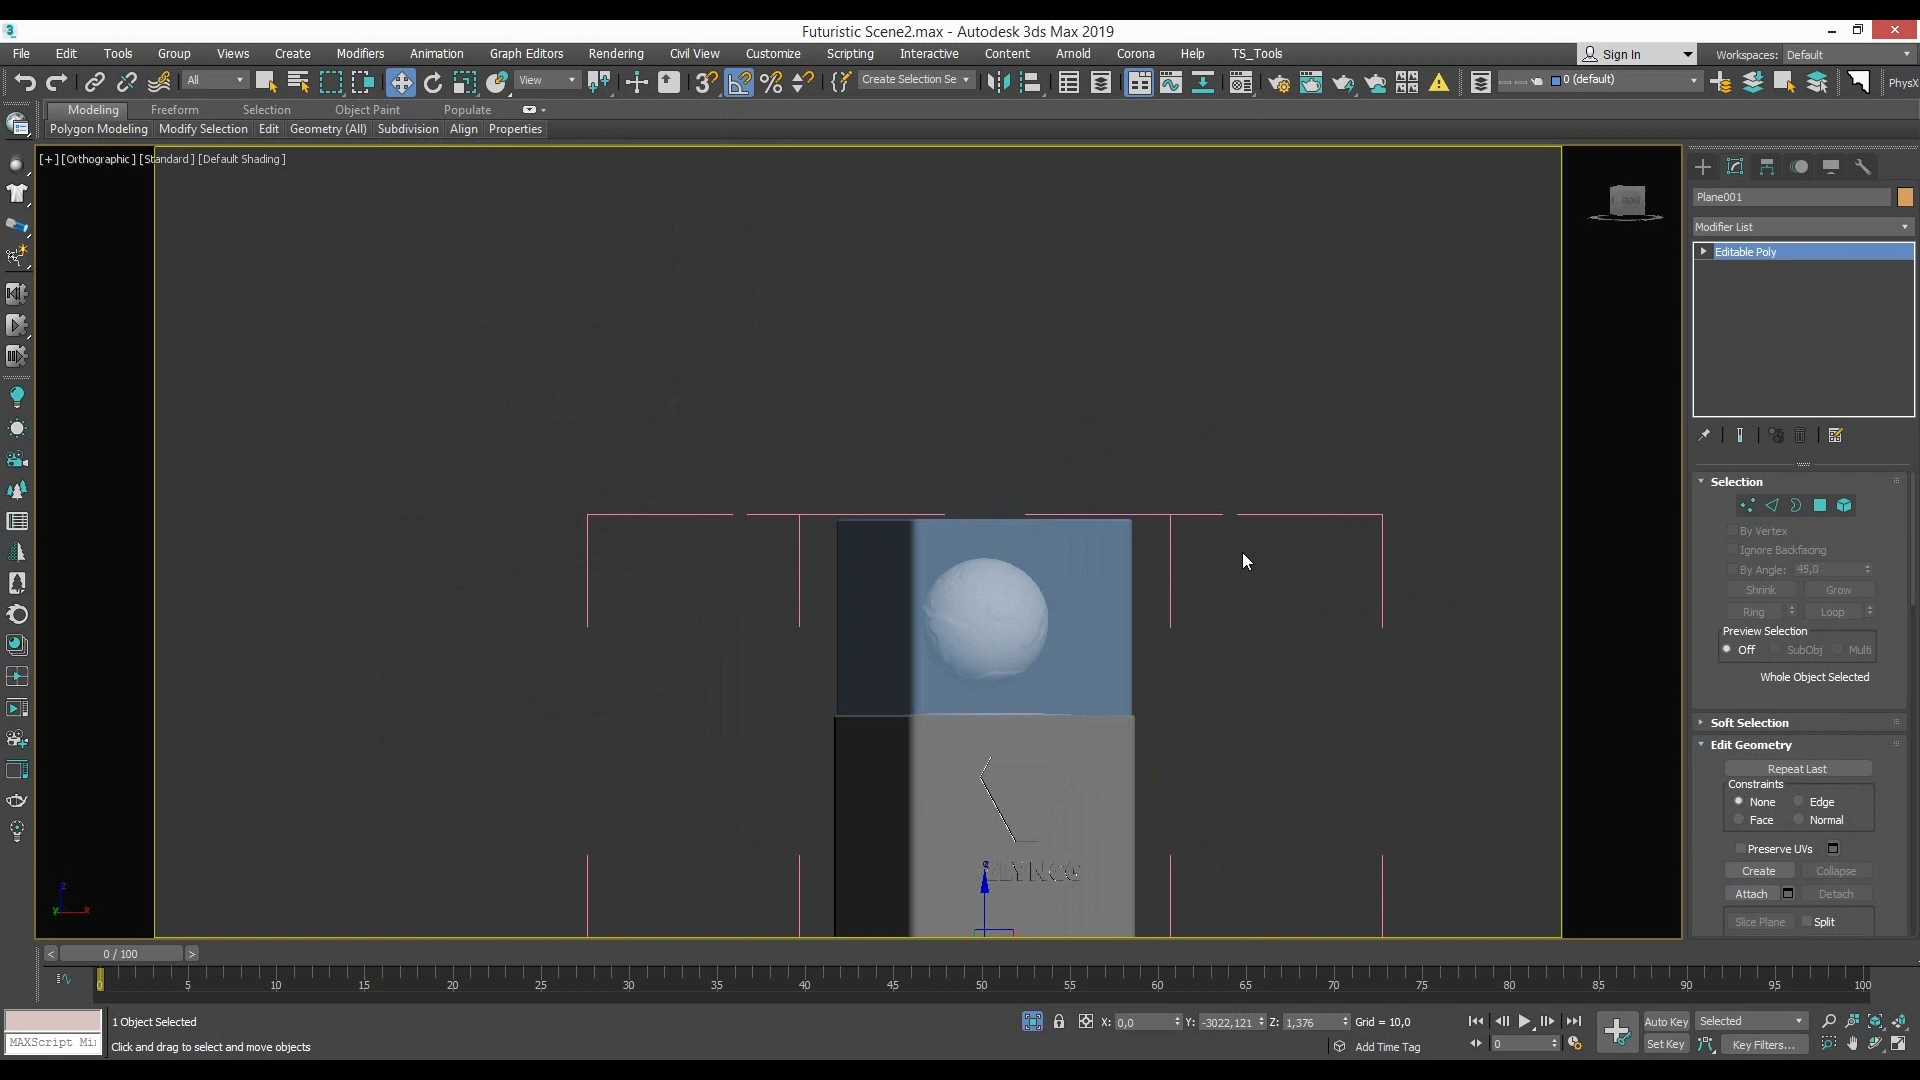 Futuristic Scene2.max - Autodesk 3ds Max 2019
File Edit Tools Group Views Create Modifiers Animation Graph Editors Rendering Civil View Customize Scripting Interactive Content Arnold Corona Help TS_Tools
Sign In Workspaces: Default
All View Create Selection Se 0 (default) PhysX
Modeling Freeform Selection Object Paint Populate
Polygon Modeling Modify Selection Edit Geometry (All) Subdivision Align Properties
[+] [Orthographic] [Standard] [Default Shading]
FRONT
Plane001
Modifier List
Editable Poly
Selection
By Vertex
Ignore Backfacing
By Angle: 45,0
Shrink Grow
Ring Loop
Preview Selection
Off SubObj Multi
Whole Object Selected
Soft Selection
Edit Geometry
Repeat Last
Constraints
None Edge
Face Normal
Preserve UVs
Create Collapse
Attach Detach
Slice Plane Split
z
y x
< 0 / 100 >
0 5 10 15 20 25 30 35 40 45 50 55 60 65 70 75 80 85 90 95 100
1 Object Selected
X: 0,0 Y: -3022,121 Z: 1,376 Grid = 10,0
Auto Key Selected
MAXScript Mi
Click and drag to select and move objects
Add Time Tag
0
Set Key Key Filters...